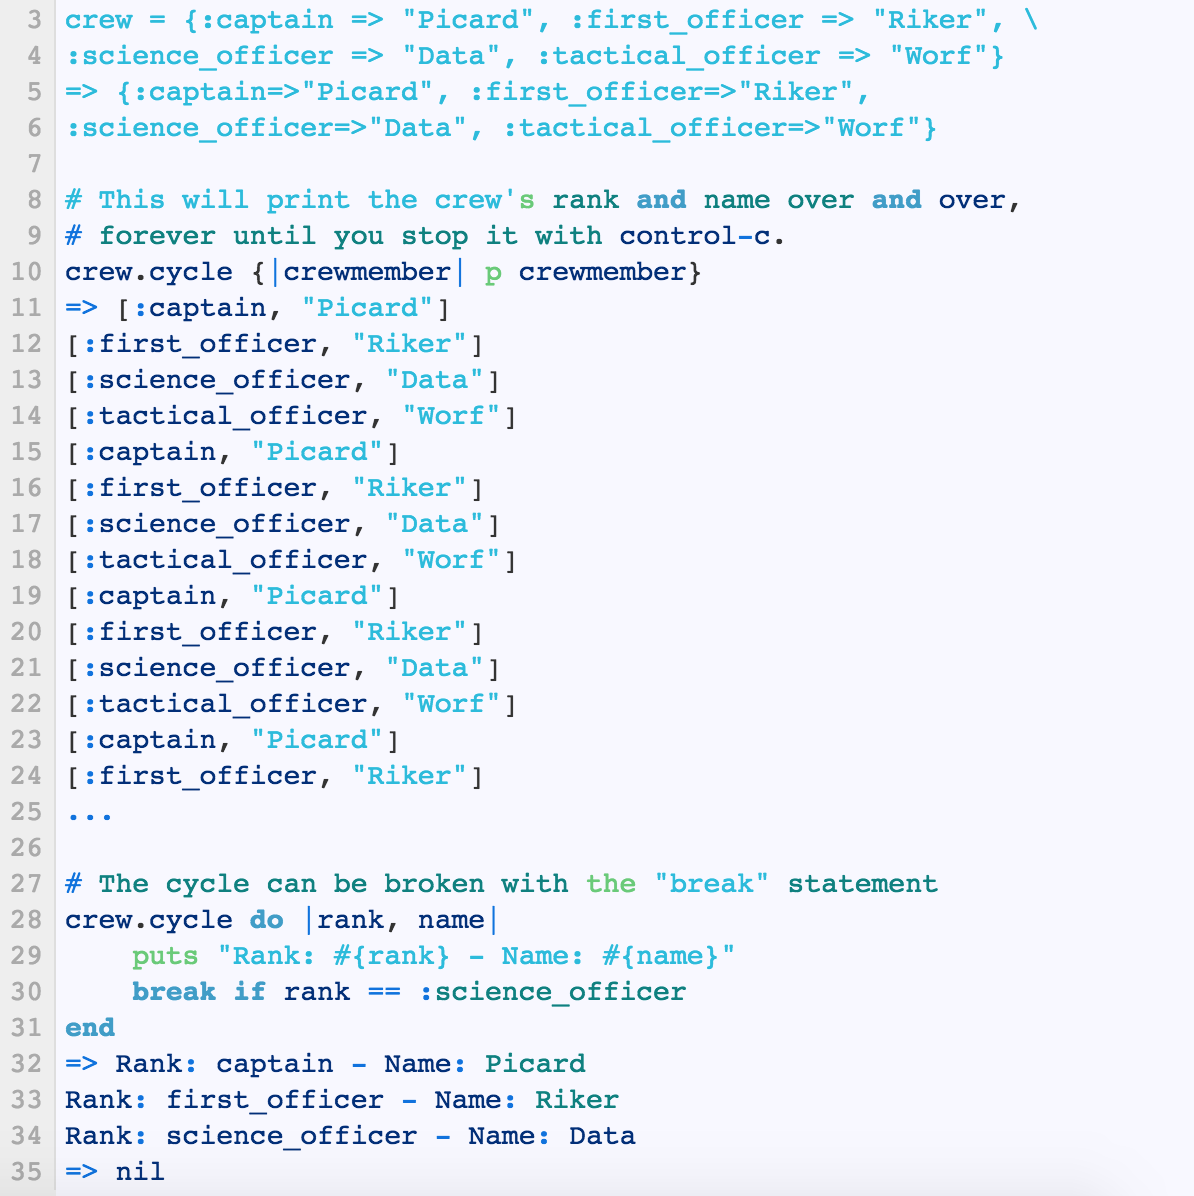 3 crew = {:captain => "Picard", :first_officer => "Riker", \
4 :science_officer => "Data", :tactical_officer => "Worf"}
5 => {:captain=>"Picard", :first_officer=>"Riker",
6 :science_officer=>"Data", :tactical_officer=>"Worf"}
7
8 # This will print the crew's rank and name over and over,
9 # forever until you stop it with control-c.
10 crew.cycle {|crewmember| p crewmember}
11 => [:captain, "Picard"]
12 [:first_officer, "Riker"]
13 [:science_officer, "Data"]
14 [:tactical_officer, "Worf"]
15 [:captain, "Picard"]
16 [:first_officer, "Riker"]
17 [:science_officer, "Data"]
18 [:tactical_officer, "Worf"]
19 [:captain, "Picard"]
20 [:first_officer, "Riker"]
21 [:science_officer, "Data"]
22 [:tactical_officer, "Worf"]
23 [:captain, "Picard"]
24 [:first_officer, "Riker"]
25 ...
26
27 # The cycle can be broken with the "break" statement
28 crew.cycle do |rank, name|
29     puts "Rank: #{rank} - Name: #{name}"
30     break if rank == :science_officer
31 end
32 => Rank: captain - Name: Picard
33 Rank: first_officer - Name: Riker
34 Rank: science_officer - Name: Data
35 => nil